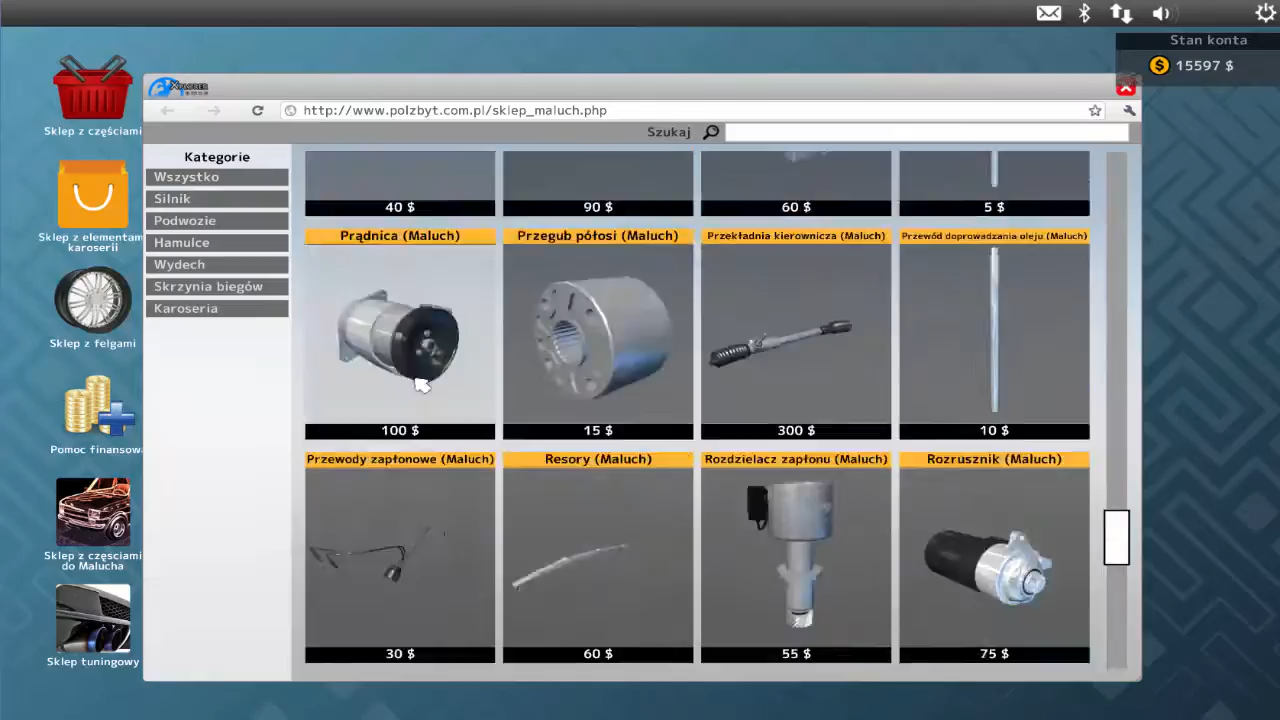 Stan konta
15597 $
Sklep z częściami
Sklep z elementam
karoserii
Sklep z felgami
Pomoc finansow
Sklep z częsciami
do Malucha
Sklep tuningowy
http://www.polzbyt.com.pl/sklep_maluch.php
Szukaj
Kategorie
Wszystko
Silnik
Podwozie
Hamulce
Wydech
Skrzynia biegów
Karoseria
40 $
90 $
60 $
5 $
Prądnica (Maluch)
Przegub półosi (Maluch)
Przekładnia kierownicza (Maluch)
Przewód doprowadzania oleju (Maluch)
100 $
15 $
300 $
10 $
Przewody zapłonowe (Maluch)
Resory (Maluch)
Rozdzielacz zapłonu (Maluch)
Rozrusznik (Maluch)
30 $
60 $
55 $
75 $